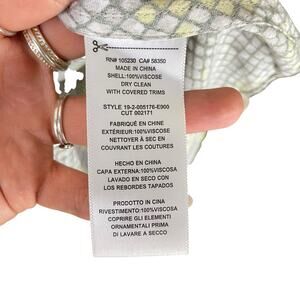 RN# 105230 CA# 58350
MADE IN CHINA
SHELL:100%VISCOSE
DRY CLEAN
WITH COVERED TRIMS
STYLE 19-2-005176-E900
CUT 002171
FABRIQUÉ EN CHINE
EXTÉRIEUR:100%VISCOSE
NETTOYER À SEC EN
COUVRANT LES COUTURES
HECHO EN CHINA
CAPA EXTERNA:100%VISCOSA
LAVADO EN SECO CON
LOS REBORDES TAPADOS
PRODOTTO IN CINA
RIVESTIMENTO:100%VISCOSA
COPRIRE GLI ELEMENTI
ORNAMENTALI PRIMA
DI LAVARE A SECCO